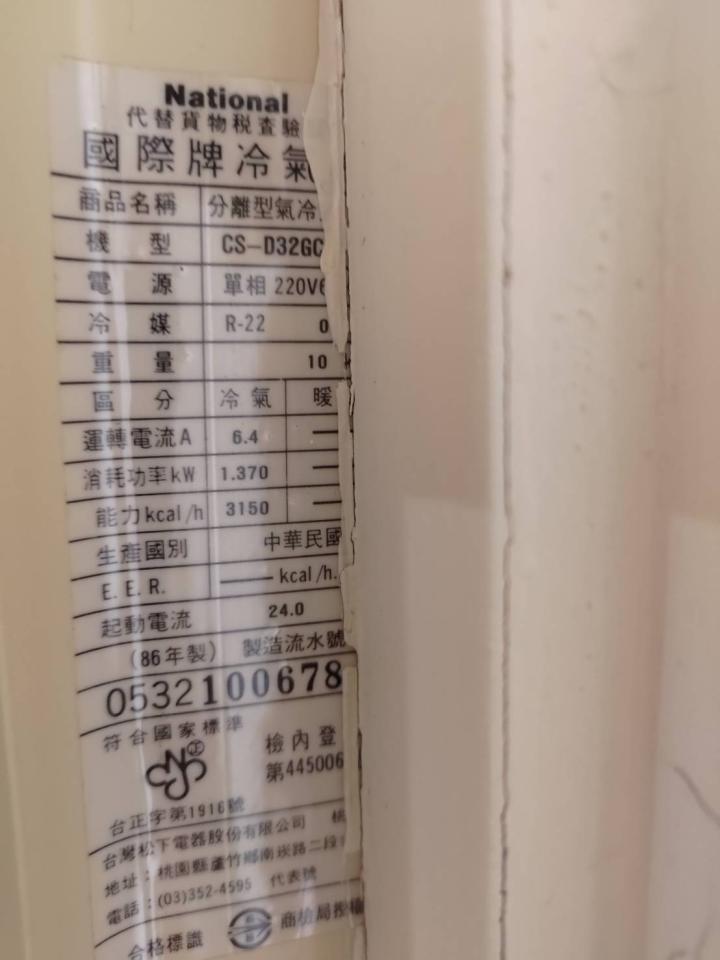 National
代替貨物稅查驗
國際牌冷氣
商品名稱 分離型氣冷
機型 CS-D32GC
電源 單相 220V
冷媒 R-22 0
重量 10
區分 冷氣 暖
運轉電流A 6.4 —
消耗功率kW 1.370 —
能力kcal/h 3150 —
生產國別 中華民國
E.E.R. — kcal/h.
起動電流 24.0
(86年製) 製造流水號
0532100678
符合國家標準
正
檢內登
第445006
台正字第1916號
台灣松下電器股份有限公司 桃
地址:桃園縣蘆竹鄉南崁路二段
電話:(03)352-4595 代表號
合格標識 商檢局授權